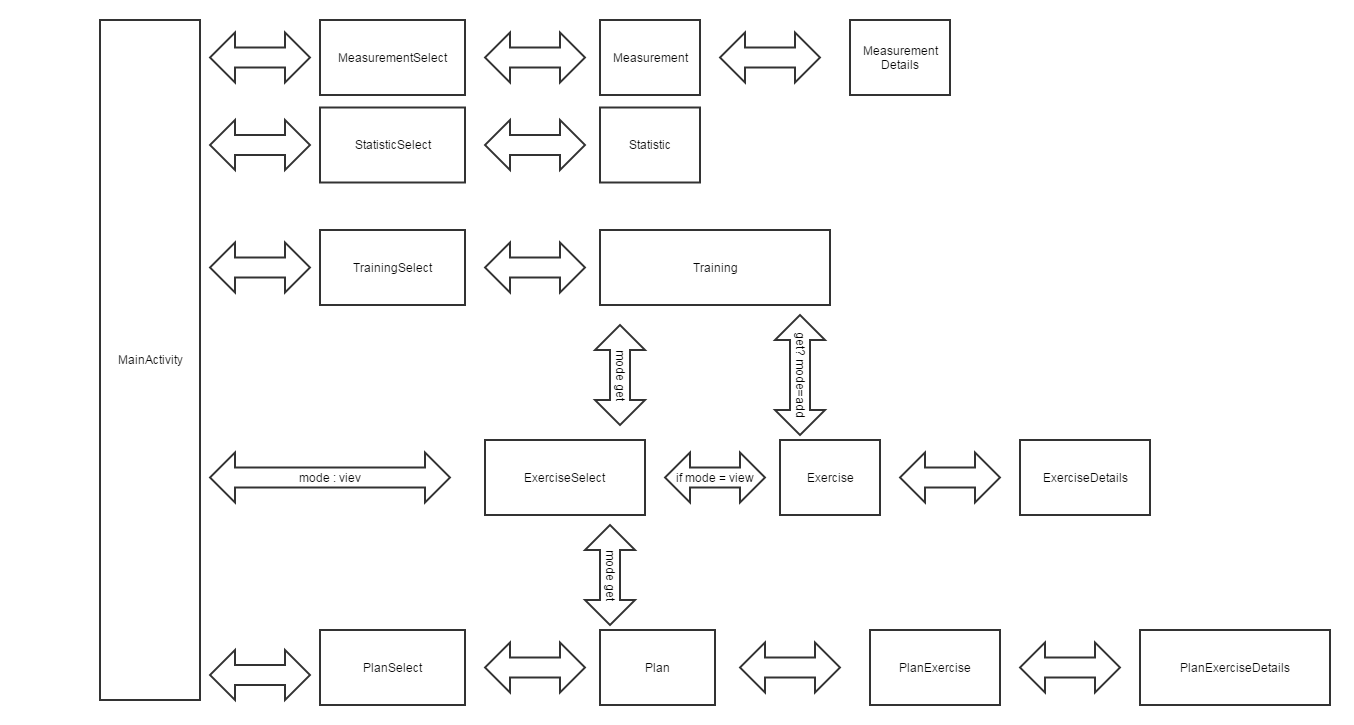 MeasurementSelect
Measurement
Measurement
Details
StatisticSelect
Statistic
TrainingSelect
Training
MainActivity
mode get
get? mode=add
mode : viev
ExerciseSelect
if mode = view
Exercise
ExerciseDetails
mode get
PlanSelect
Plan
PlanExercise
PlanExerciseDetails